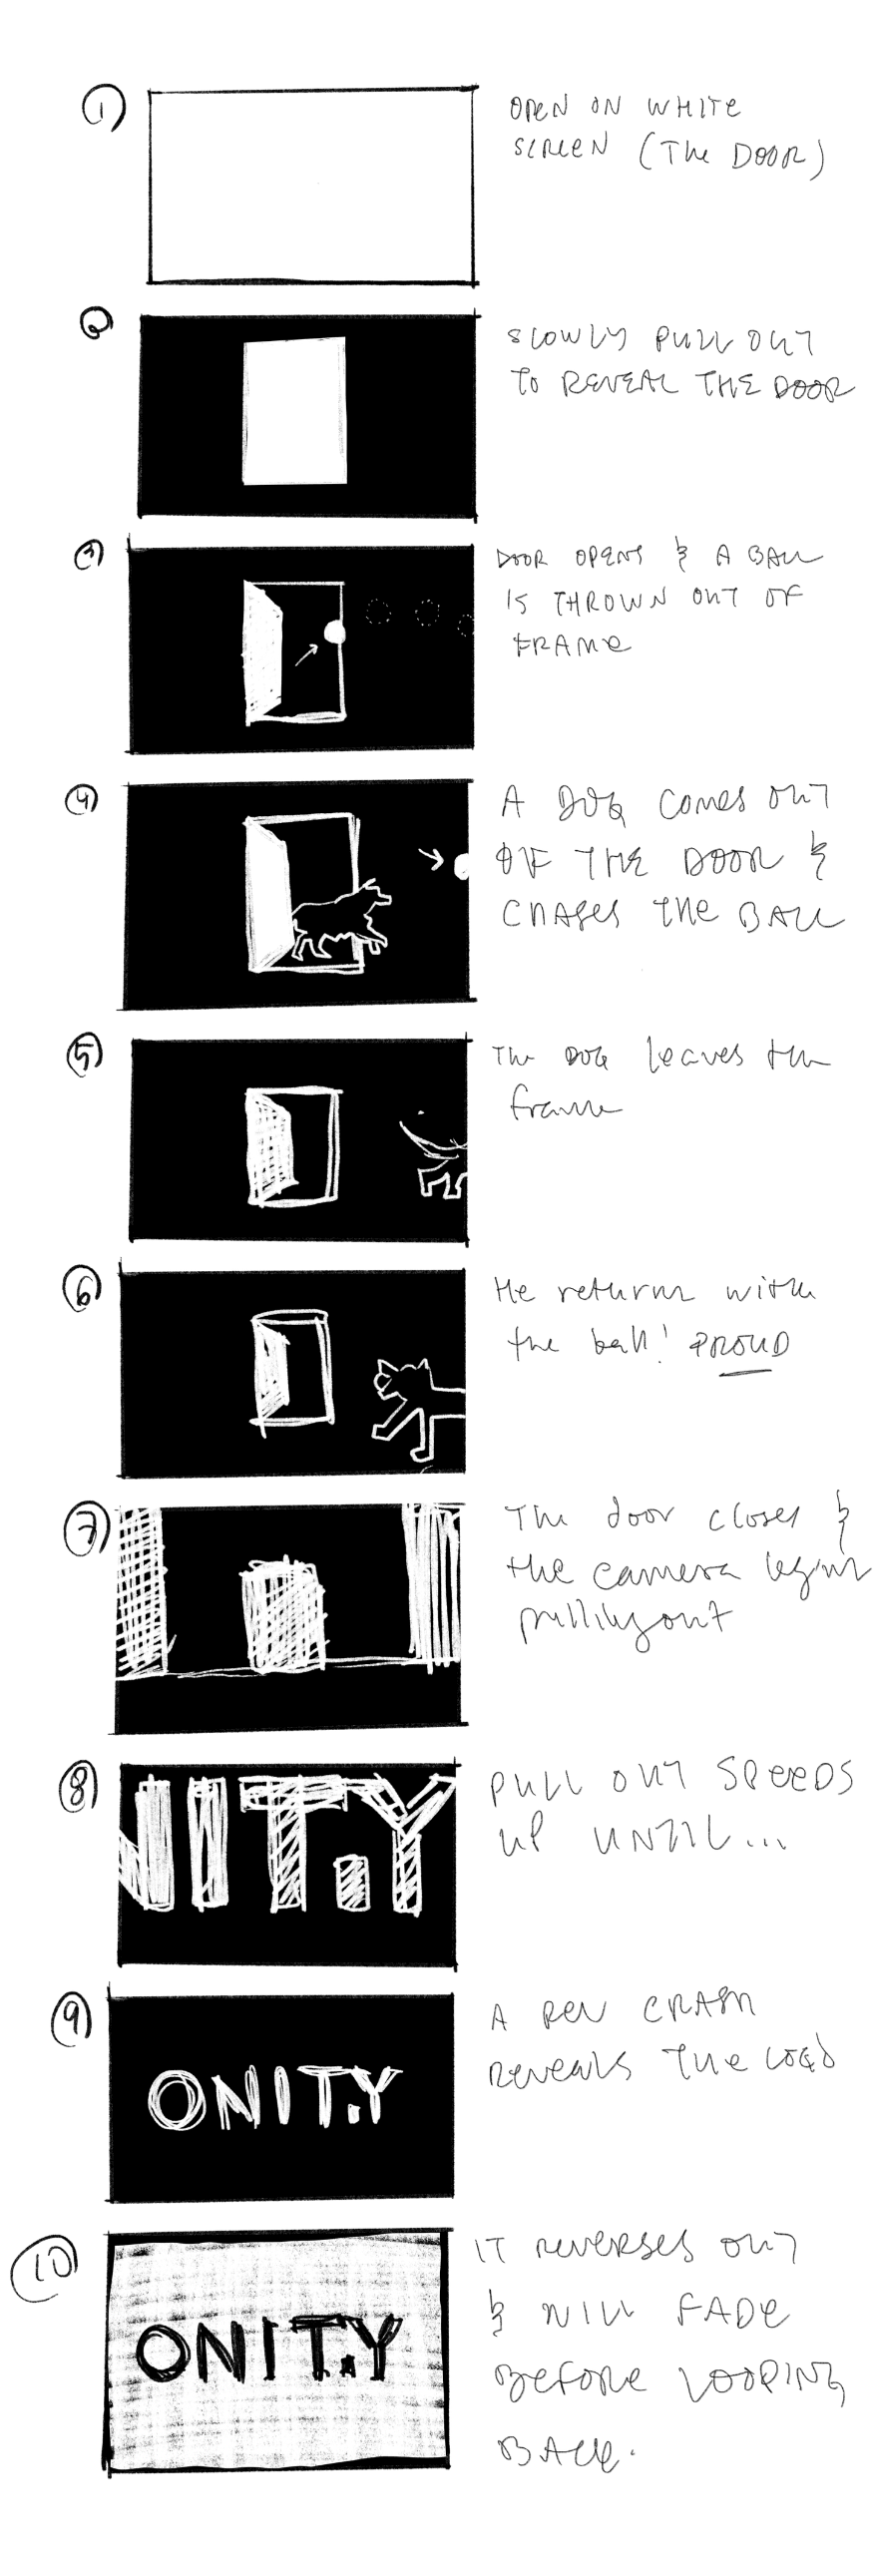 1
OPEN ON WHITE
SCREEN (THE DOOR)
2
SLOWLY PULL OUT
TO REVEAL THE DOOR
3
DOOR OPENS & A BALL
IS THROWN OUT OF
FRAME
4
A DOG COMES OUT
OF THE DOOR &
CHASES THE BALL
5
The DOG leaves the
frame
6
He returns with
the ball! PROUD
7
The door closes &
the camera begins
pulling out
8
NIT.Y
PULL OUT SPEEDS
UP UNTIL...
9
ONIT.Y
A
REVEALS THE LOGO
10
ONIT.Y
IT REVERSES OUT
& WILL FADE
BEFORE LOOPING
BACK.